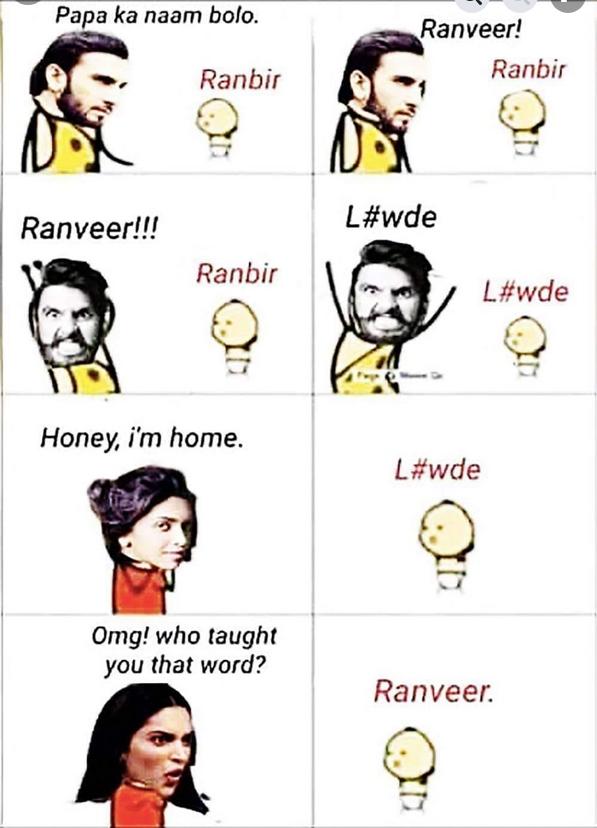 Papa ka naam bolo.
Ranbir
Ranveer!
Ranbir
Ranveer!!!
Ranbir
L#wde
L#wde
Honey, i'm home.
L#wde
Omg! who taught
you that word?
Ranveer.